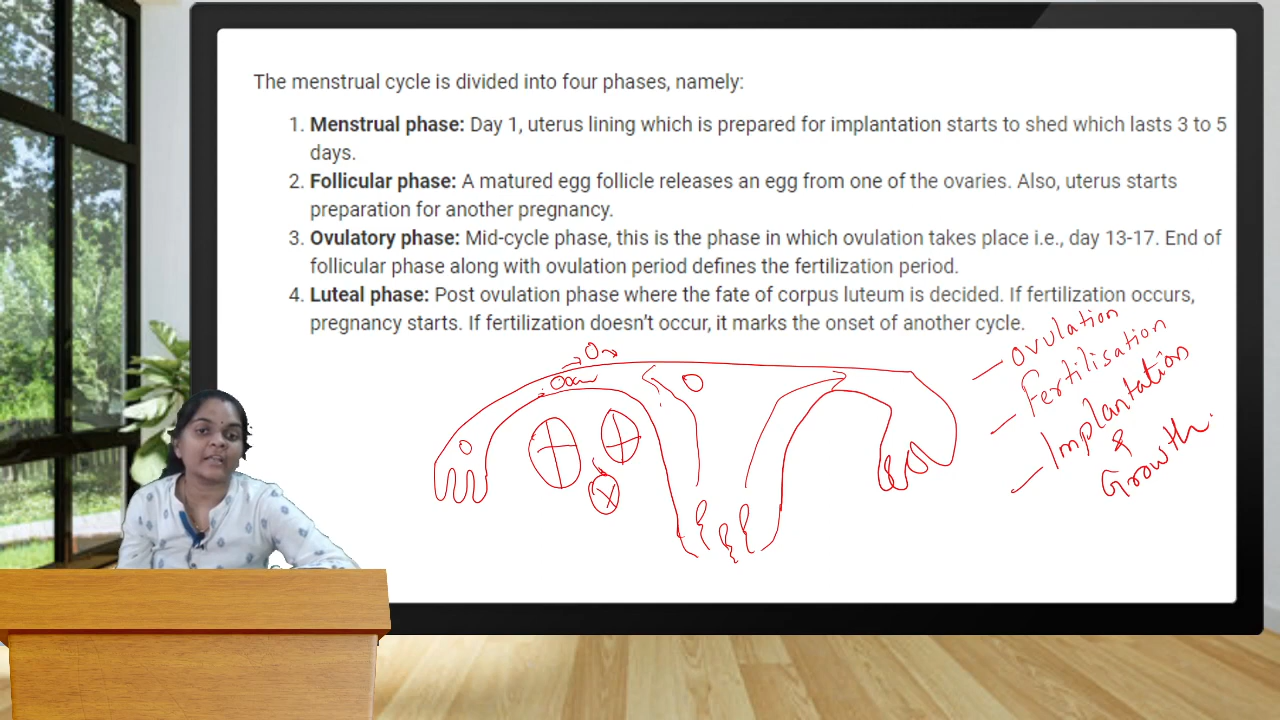 The menstrual cycle is divided into four phases, namely:
1. Menstrual phase: Day 1, uterus lining which is prepared for implantation starts to shed which lasts 3 to 5
days.
2. Follicular phase: A matured egg follicle releases an egg from one of the ovaries. Also, uterus starts
preparation for another pregnancy.
3. Ovulatory phase: Mid-cycle phase, this is the phase in which ovulation takes place i.e., day 13-17. End of
follicular phase along with ovulation period defines the fertilization period.
4. Luteal phase: Post ovulation phase where the fate of corpus luteum is decided. If fertilization occurs,
pregnancy starts. If fertilization doesn't occur, it marks the onset of another cycle.
— Ovulation
— Fertilisation
— Implantation
&
Growth.